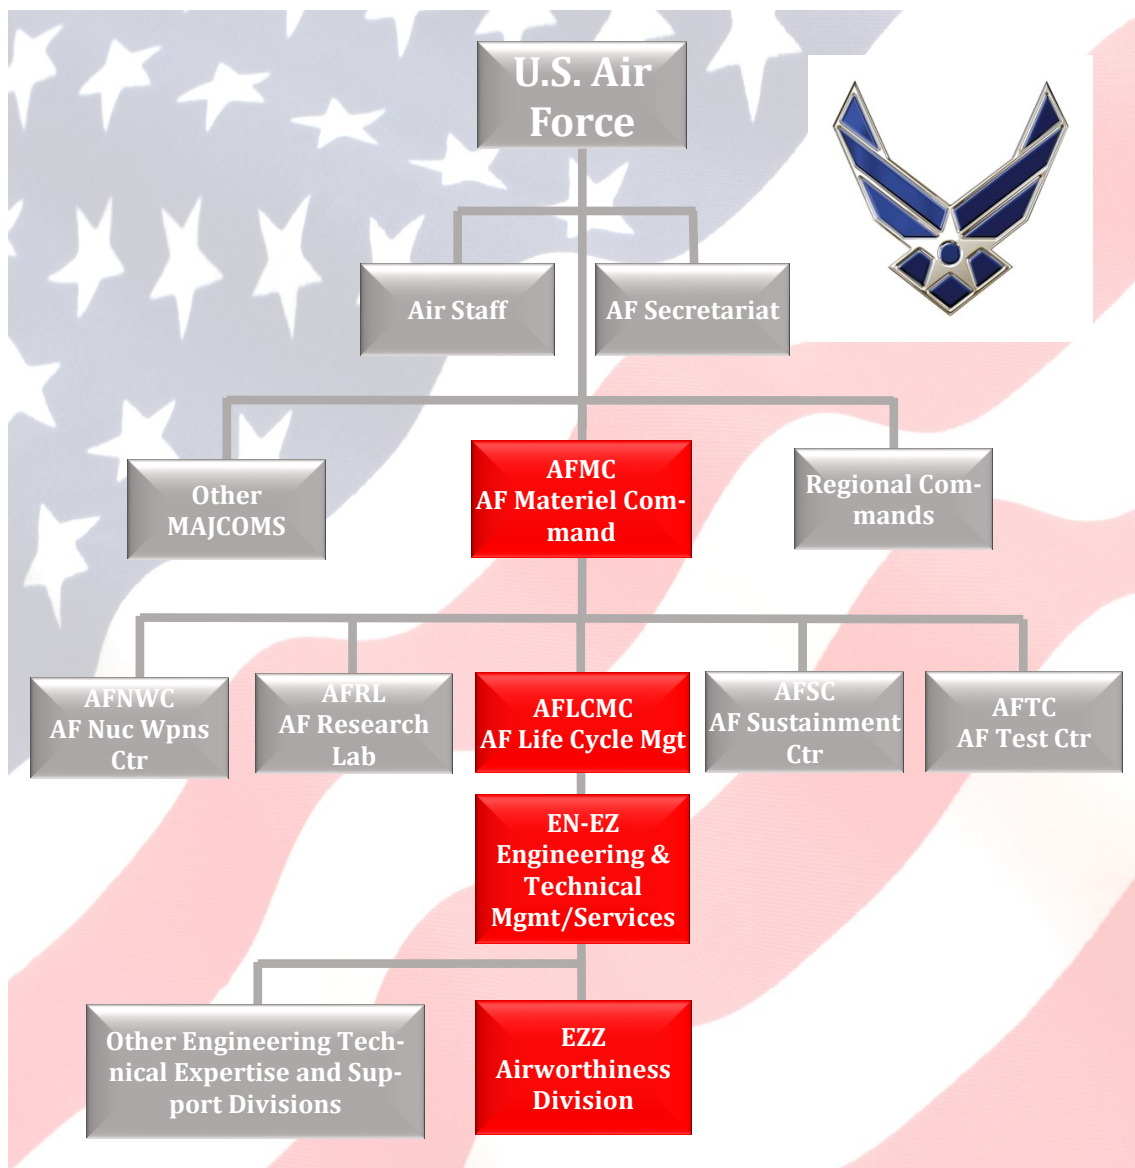 U.S. Air
Force
Air Staff
AF Secretariat
Other
MAJCOMS
AFMC
AF Materiel Com-
mand
Regional Com-
mands
AFNWC
AF Nuc Wpns
Ctr
AFRL
AF Research
Lab
AFLCMC
AF Life Cycle Mgt
AFSC
AF Sustainment
Ctr
AFTC
AF Test Ctr
EN-EZ
Engineering &
Technical
Mgmt/Services
Other Engineering Tech-
nical Expertise and Sup-
port Divisions
EZZ
Airworthiness
Division